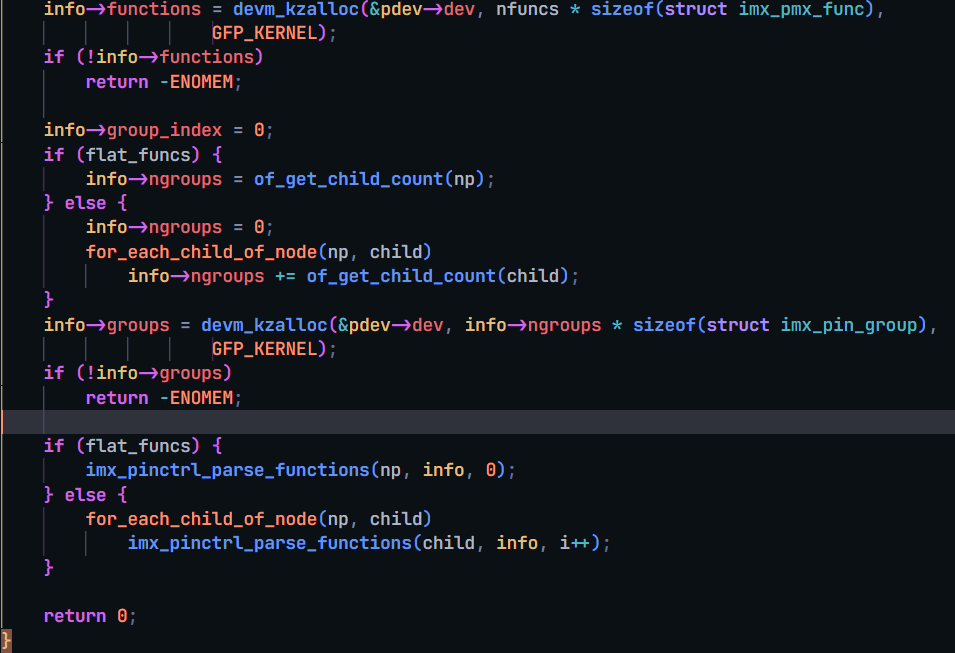 info->functions = devm_kzalloc(&pdev->dev, nfuncs * sizeof(struct imx_pmx_func),
GFP_KERNEL);
if (!info->functions)
return -ENOMEM;
info->group_index = 0;
if (flat_funcs) {
info->ngroups = of_get_child_count(np);
} else {
info->ngroups = 0;
for_each_child_of_node(np, child)
info->ngroups += of_get_child_count(child);
}
info->groups = devm_kzalloc(&pdev->dev, info->ngroups * sizeof(struct imx_pin_group),
GFP_KERNEL);
if (!info->groups)
return -ENOMEM;
if (flat_funcs) {
imx_pinctrl_parse_functions(np, info, 0);
} else {
for_each_child_of_node(np, child)
imx_pinctrl_parse_functions(child, info, i++);
}
return 0;
}